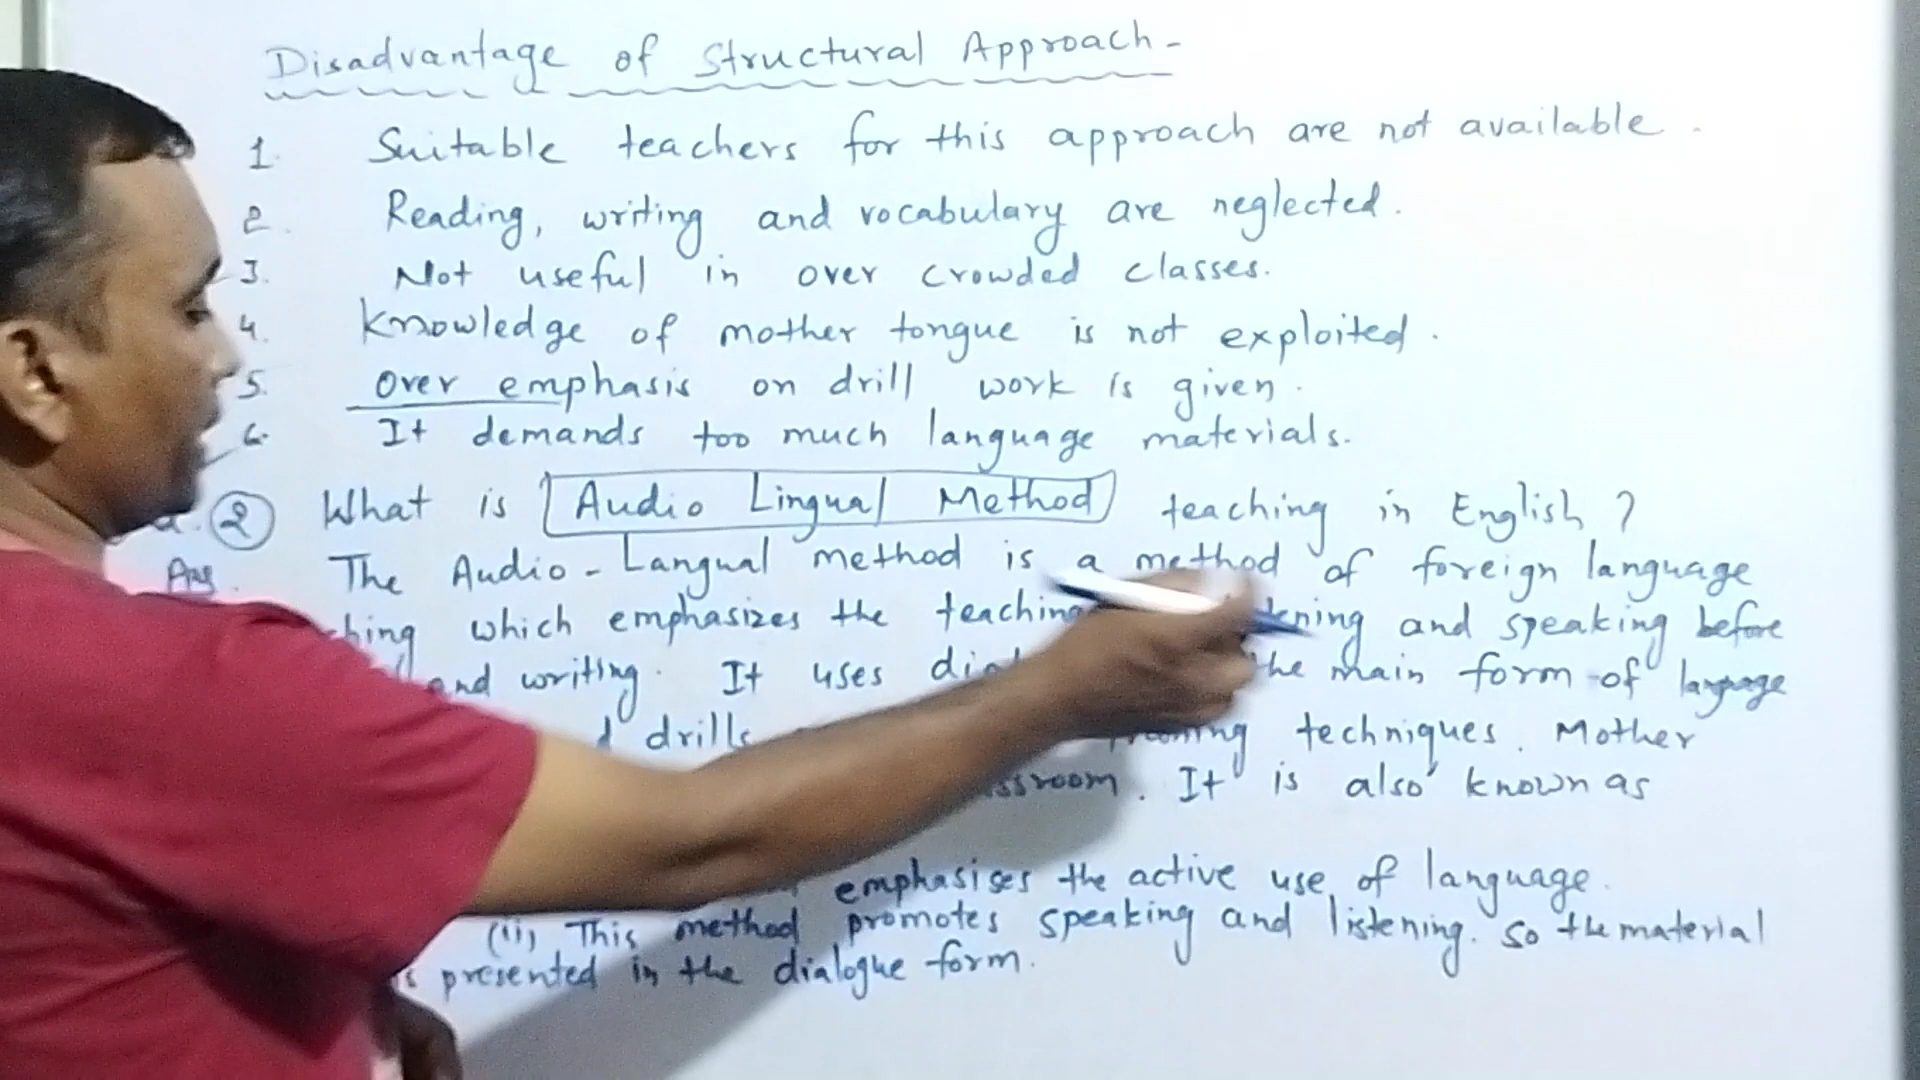 Disadvantage of Structural Approach -
1. Suitable teachers for this approach are not available.
2. Reading, writing and vocabulary are neglected.
3. Not useful in over crowded classes.
4. Knowledge of mother tongue is not exploited.
5. Over emphasis on drill work is given.
6. It demands too much language materials.
(2) What is Audio Lingual Method teaching in English?
Ans The Audio-Langual method is a method of foreign language
which emphasizes the and speaking before
and writing. It uses the main form of language
drills techniques. Mother
It is also known as
emphasises the active use of language.
(ii) This method promotes speaking and listening. So the material
presented in the dialogue form.